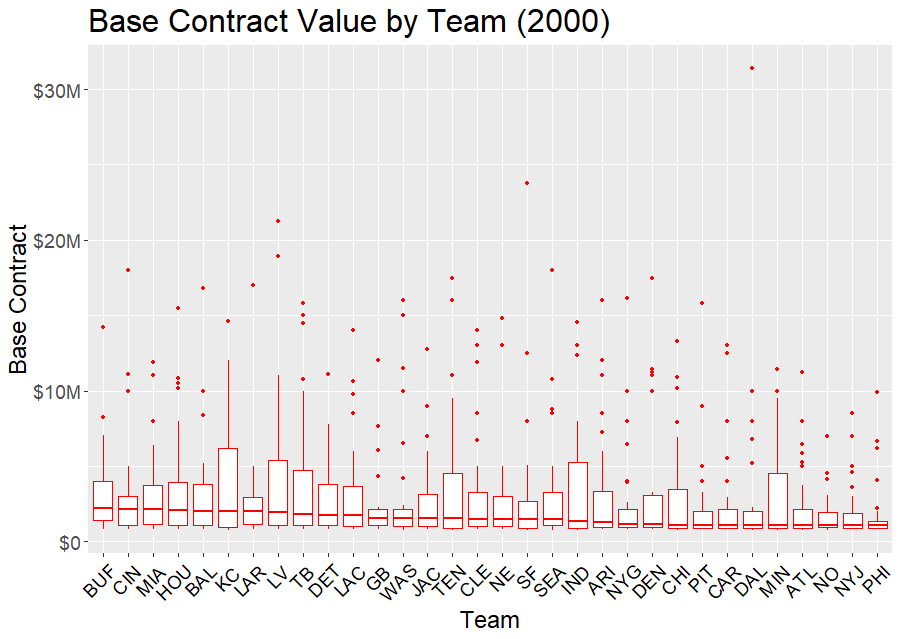 Base Contract Value by Team (2000)
Base Contract
$30M
$20M
$10M
$0
BUF CIN MIA HOU BAL KC LAR LV TB DET LAC GB WAS JAC TEN CLE NE SF SEA IND ARI NYG DEN CHI PIT CAR DAL MIN ATL NO NYJ PHI
Team